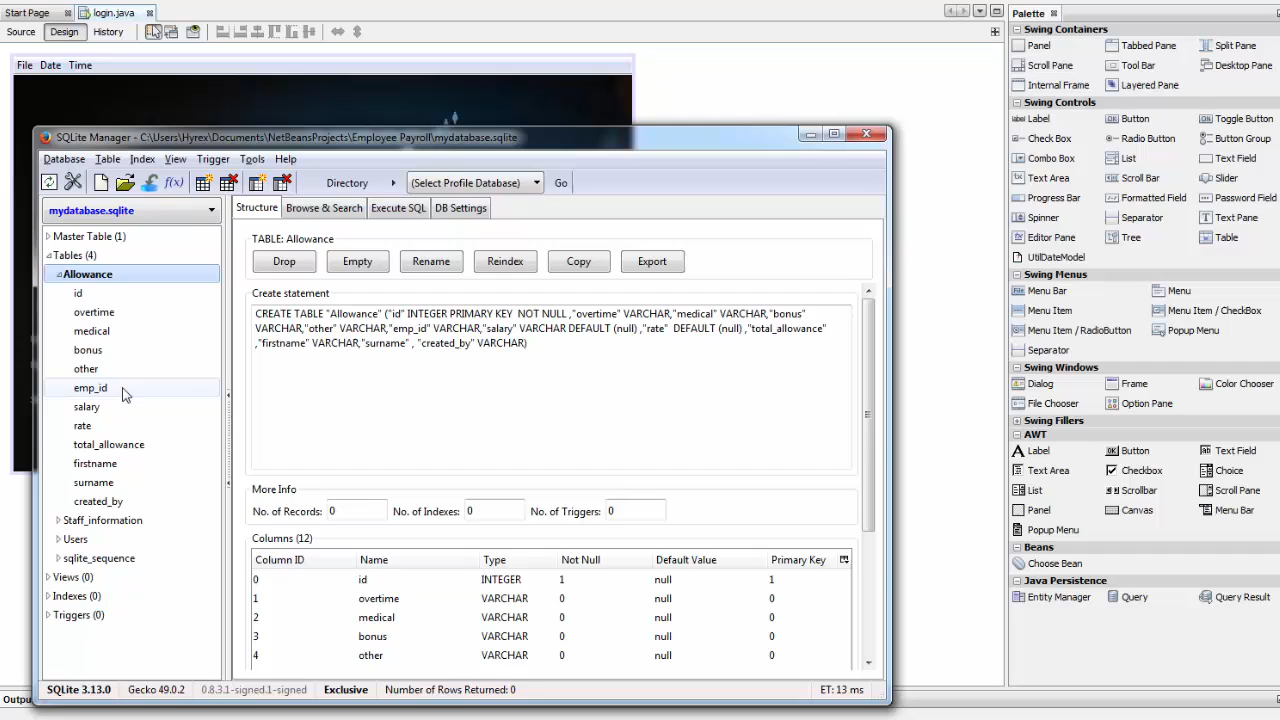 Start Page
login.java
Palette
Source Design History
Swing Containers
Panel Tabbed Pane Split Pane
Scroll Pane Tool Bar Desktop Pane
Internal Frame Layered Pane
Swing Controls
Label Button Toggle Button
Check Box Radio Button Button Group
Combo Box List Text Field
Text Area Scroll Bar Slider
Progress Bar Formatted Field Password Field
Spinner Separator Text Pane
Editor Pane Tree Table
UtilDateModel
Swing Menus
Menu Bar Menu
Menu Item Menu Item / CheckBox
Menu Item / RadioButton Popup Menu
Separator
Swing Windows
Dialog Frame Color Chooser
File Chooser Option Pane
Swing Fillers
AWT
Label Button Text Field
Text Area Checkbox Choice
List Scrollbar Scroll Pane
Panel Canvas Menu Bar
Popup Menu
Beans
Choose Bean
Java Persistence
Entity Manager Query Query Result
File Date Time
SQLite Manager - C:\Users\Hyrex\Documents\NetBeansProjects\Employee Payroll\mydatabase.sqlite
Database Table Index View Trigger Tools Help
f(x) Directory (Select Profile Database) Go
mydatabase.sqlite
Master Table (1)
Tables (4)
Allowance
id
overtime
medical
bonus
other
emp_id
salary
rate
total_allowance
firstname
surname
created_by
Staff_information
Users
sqlite_sequence
Views (0)
Indexes (0)
Triggers (0)
Structure Browse & Search Execute SQL DB Settings
TABLE: Allowance
Drop Empty Rename Reindex Copy Export
Create statement
CREATE TABLE "Allowance" ("id" INTEGER PRIMARY KEY  NOT NULL ,"overtime" VARCHAR,"medical" VARCHAR,"bonus"
VARCHAR,"other" VARCHAR,"emp_id" VARCHAR,"salary" VARCHAR DEFAULT (null) ,"rate"  DEFAULT (null) ,"total_allowance"
,"firstname" VARCHAR,"surname" , "created_by" VARCHAR)
More Info
No. of Records: 0 No. of Indexes: 0 No. of Triggers: 0
Columns (12)
Column ID Name Type Not Null Default Value Primary Key
0 id INTEGER 1 null 1
1 overtime VARCHAR 0 null 0
2 medical VARCHAR 0 null 0
3 bonus VARCHAR 0 null 0
4 other VARCHAR 0 null 0
SQLite 3.13.0 Gecko 49.0.2 0.8.3.1-signed.1-signed Exclusive Number of Rows Returned: 0 ET: 13 ms
Outpu